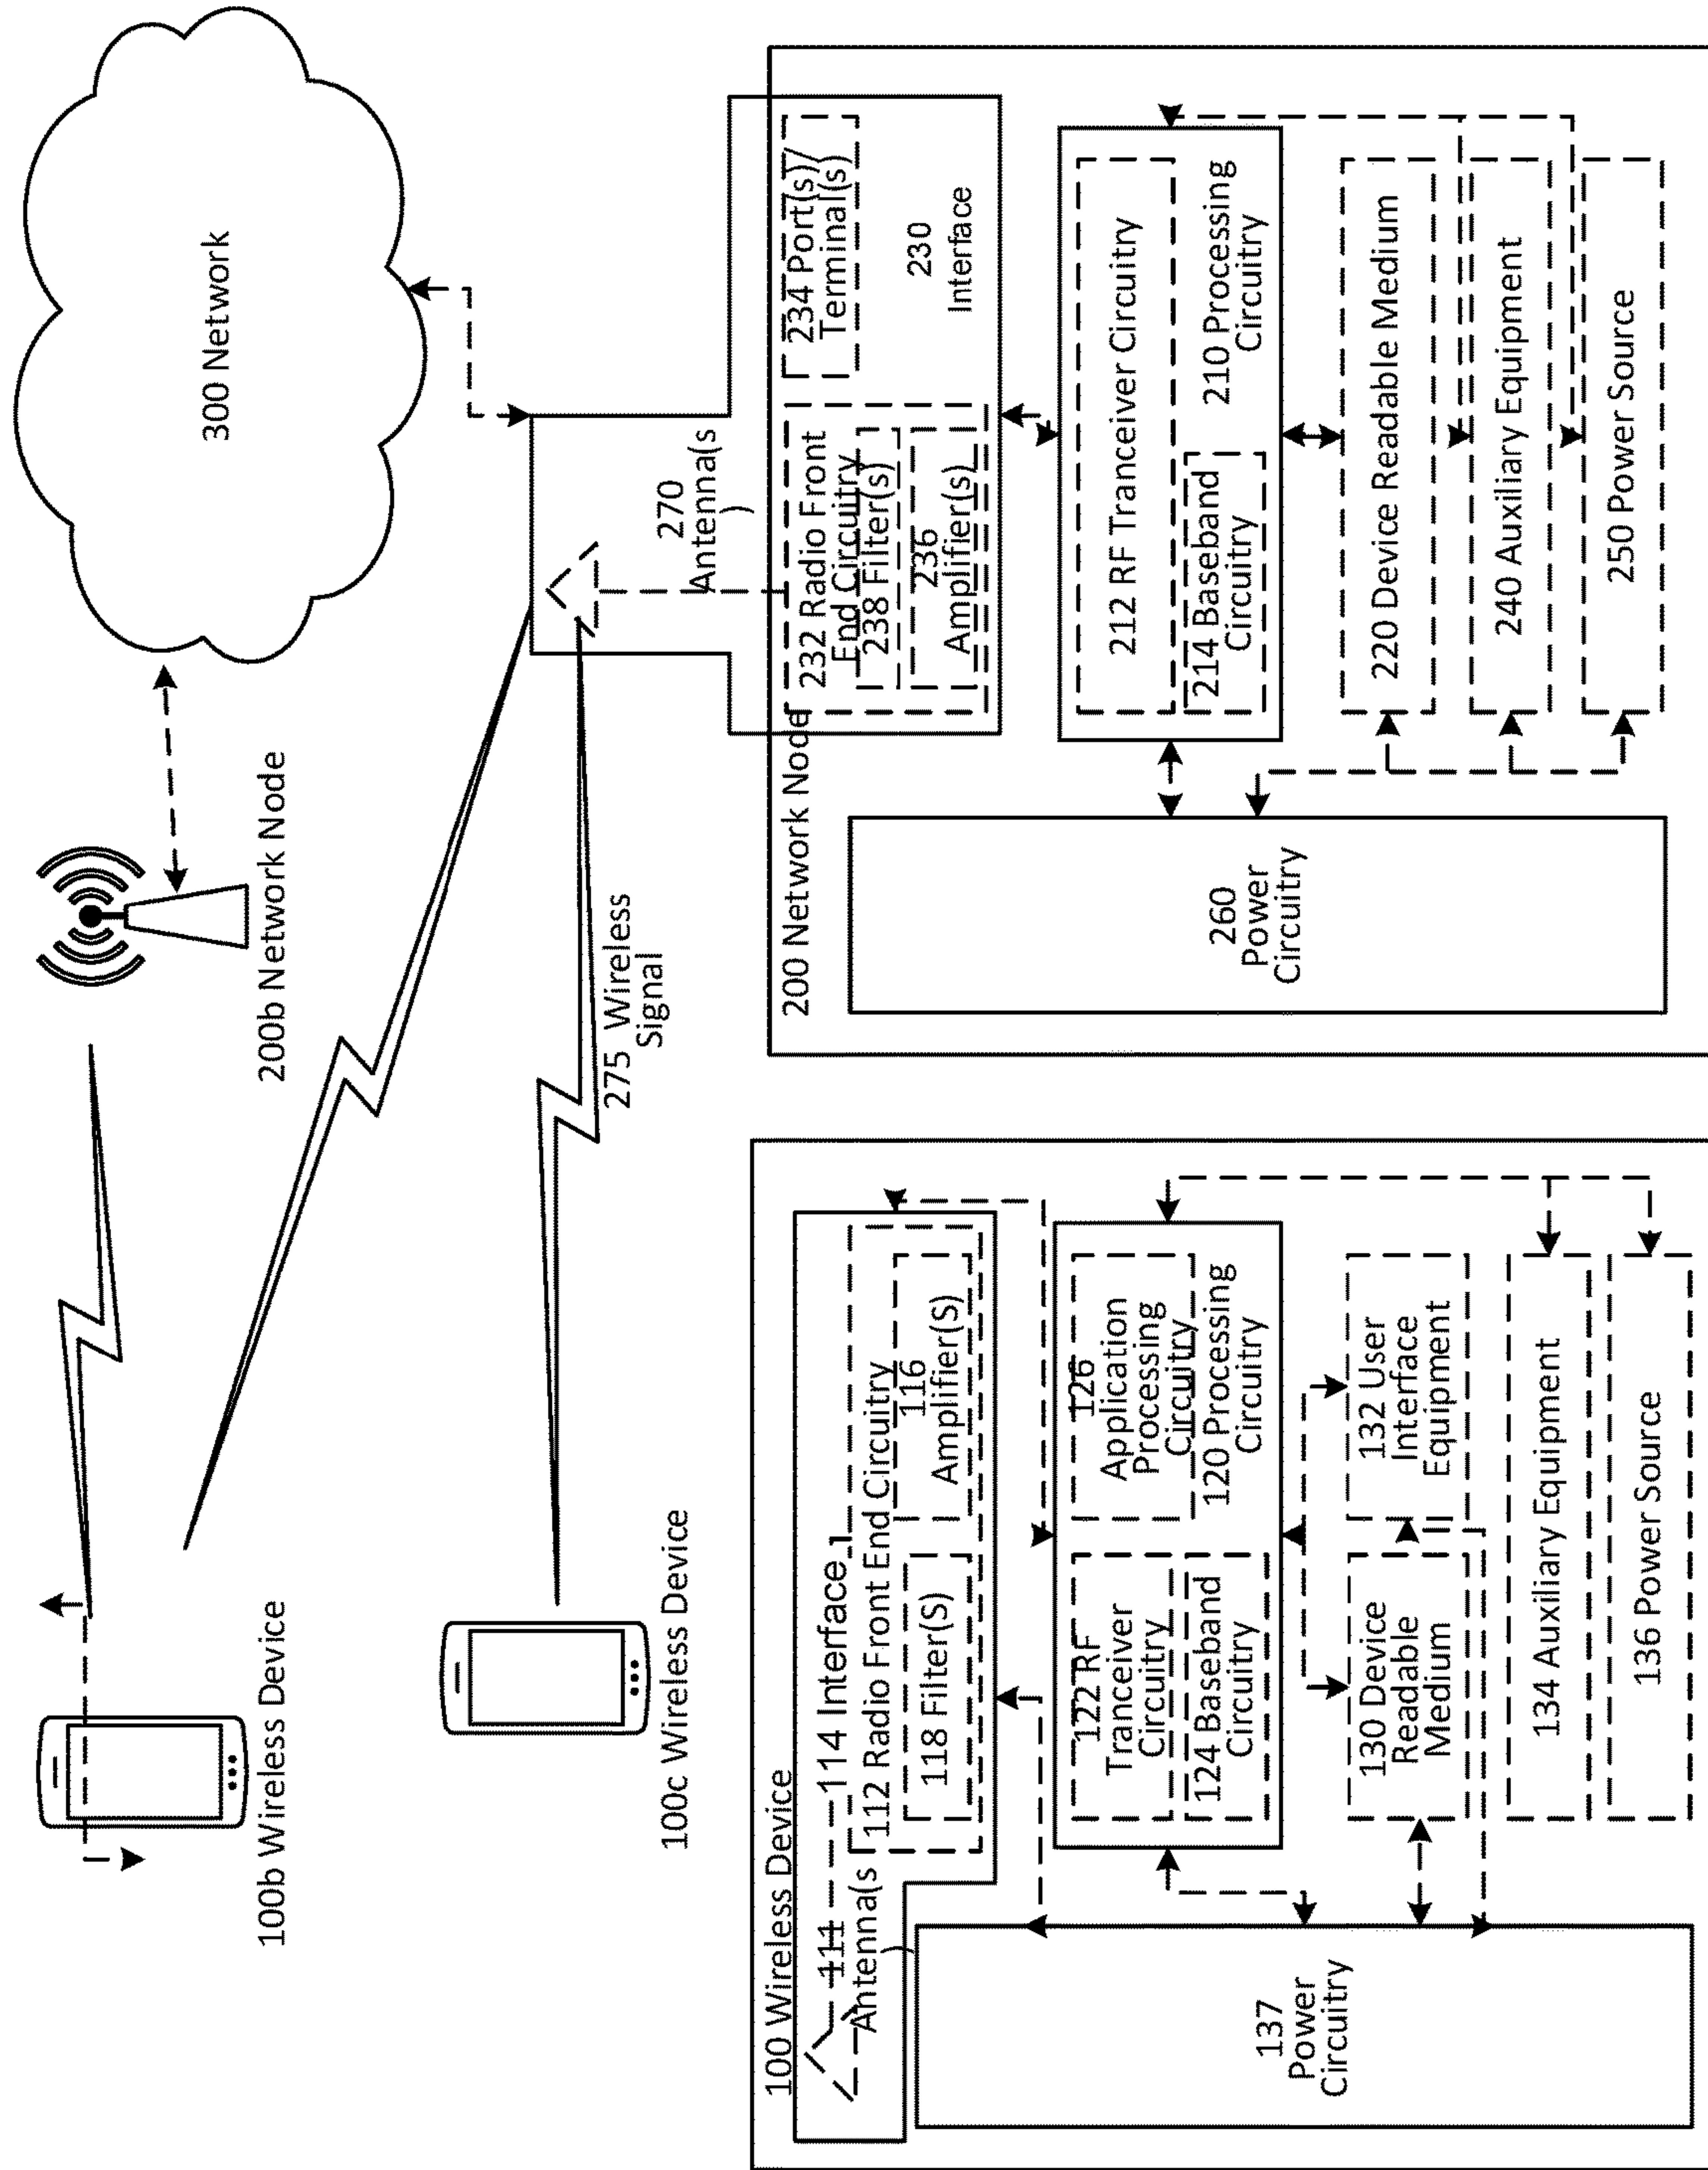 300 Network
200b Network Node
100b Wireless Device
100c Wireless Device
275 Wireless
Signal
270
Antenna(s
200 Network Node
232 Radio Front
End Circuitry
238 Filter(s)
236
Amplifier(s)
234 Port(s)/
Terminal(s)
230
Interface
212 RF Tranceiver Circuitry
214 Baseband
Circuitry
210 Processing
Circuitry
220 Device Readable Medium
240 Auxiliary Equipment
250 Power Source
260
Power
Circuitry
100 Wireless Device
111
Antenna(s
114 Interface
112 Radio Front End Circuitry
118 Filter(S)
116
Amplifier(S)
122 RF
Tranceiver
Circuitry
124 Baseband
Circuitry
126
Application
Processing
Circuitry
120 Processing
Circuitry
130 Device
Readable
Medium
132 User
Interface
Equipment
134 Auxiliary Equipment
136 Power Source
137
Power
Circuitry